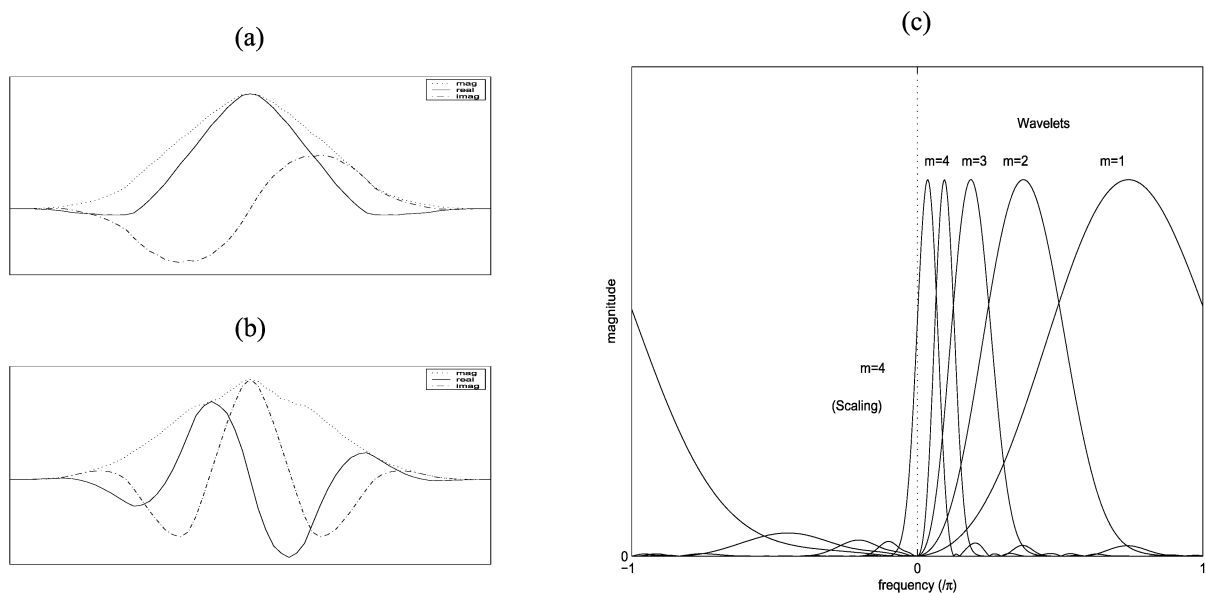 (a)
mag
real
imag
(b)
mag
real
imag
(c)
Wavelets
m=4 m=3 m=2 m=1
magnitude
m=4
(Scaling)
0
−1 0 1
frequency (/π)